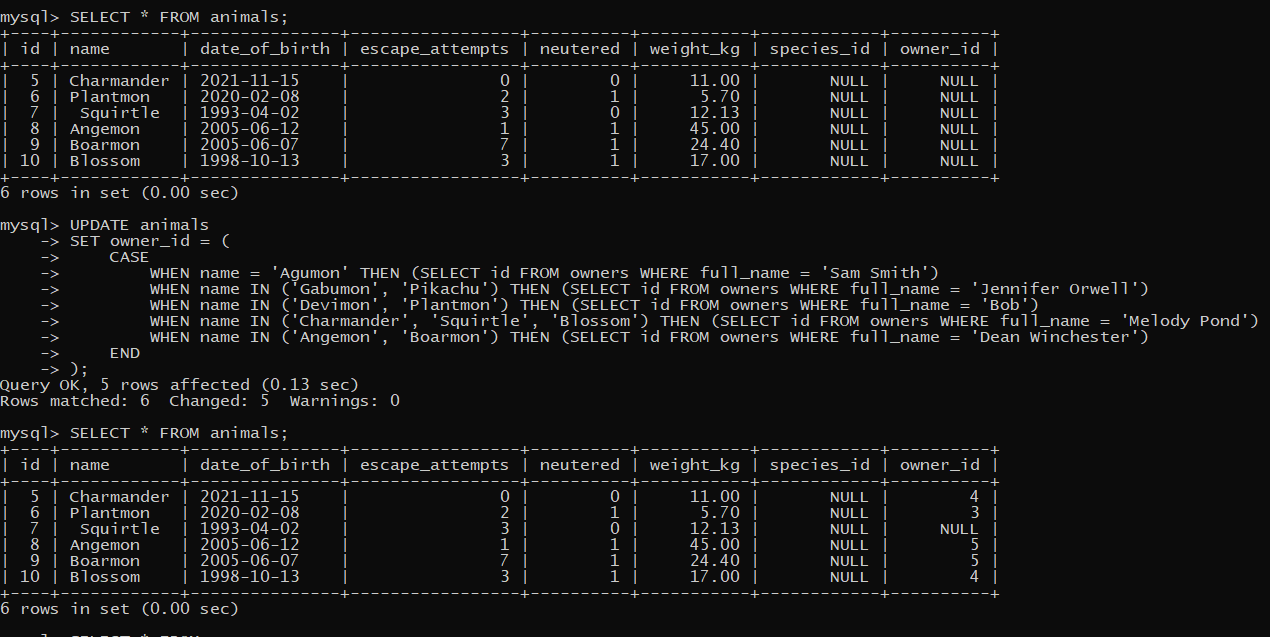 mysql> SELECT * FROM animals;
+----+------------+---------------+-----------------+----------+-----------+------------+----------+
| id | name       | date_of_birth | escape_attempts | neutered | weight_kg | species_id | owner_id |
+----+------------+---------------+-----------------+----------+-----------+------------+----------+
|  5 | Charmander | 2021-11-15    |               0 |        0 |     11.00 |       NULL |     NULL |
|  6 | Plantmon   | 2020-02-08    |               2 |        1 |      5.70 |       NULL |     NULL |
|  7 |  Squirtle  | 1993-04-02    |               3 |        0 |     12.13 |       NULL |     NULL |
|  8 | Angemon    | 2005-06-12    |               1 |        1 |     45.00 |       NULL |     NULL |
|  9 | Boarmon    | 2005-06-07    |               7 |        1 |     24.40 |       NULL |     NULL |
| 10 | Blossom    | 1998-10-13    |               3 |        1 |     17.00 |       NULL |     NULL |
+----+------------+---------------+-----------------+----------+-----------+------------+----------+
6 rows in set (0.00 sec)
mysql> UPDATE animals
    -> SET owner_id = (
    ->     CASE
    ->         WHEN name = 'Agumon' THEN (SELECT id FROM owners WHERE full_name = 'Sam Smith')
    ->         WHEN name IN ('Gabumon', 'Pikachu') THEN (SELECT id FROM owners WHERE full_name = 'Jennifer Orwell')
    ->         WHEN name IN ('Devimon', 'Plantmon') THEN (SELECT id FROM owners WHERE full_name = 'Bob')
    ->         WHEN name IN ('Charmander', 'Squirtle', 'Blossom') THEN (SELECT id FROM owners WHERE full_name = 'Melody Pond')
    ->         WHEN name IN ('Angemon', 'Boarmon') THEN (SELECT id FROM owners WHERE full_name = 'Dean Winchester')
    ->     END
    -> );
Query OK, 5 rows affected (0.13 sec)
Rows matched: 6  Changed: 5  Warnings: 0
mysql> SELECT * FROM animals;
+----+------------+---------------+-----------------+----------+-----------+------------+----------+
| id | name       | date_of_birth | escape_attempts | neutered | weight_kg | species_id | owner_id |
+----+------------+---------------+-----------------+----------+-----------+------------+----------+
|  5 | Charmander | 2021-11-15    |               0 |        0 |     11.00 |       NULL |        4 |
|  6 | Plantmon   | 2020-02-08    |               2 |        1 |      5.70 |       NULL |        3 |
|  7 |  Squirtle  | 1993-04-02    |               3 |        0 |     12.13 |       NULL |     NULL |
|  8 | Angemon    | 2005-06-12    |               1 |        1 |     45.00 |       NULL |        5 |
|  9 | Boarmon    | 2005-06-07    |               7 |        1 |     24.40 |       NULL |        5 |
| 10 | Blossom    | 1998-10-13    |               3 |        1 |     17.00 |       NULL |        4 |
+----+------------+---------------+-----------------+----------+-----------+------------+----------+
6 rows in set (0.00 sec)